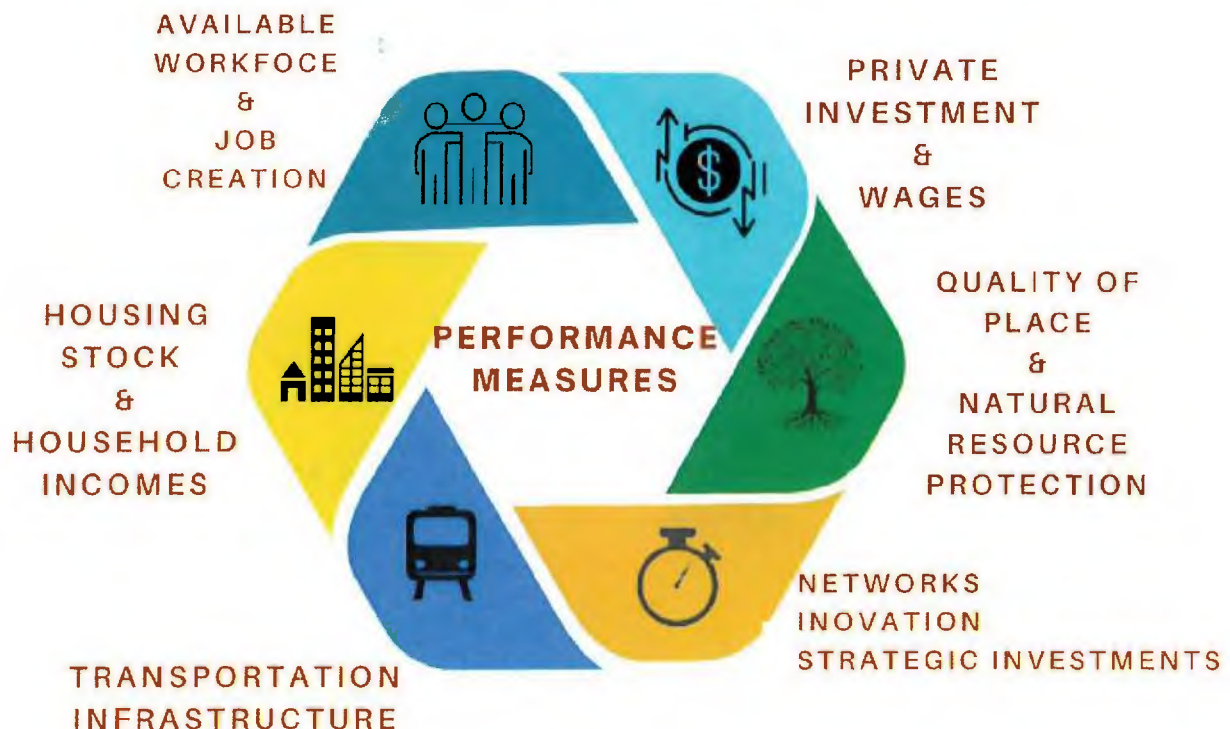 AVAILABLE
WORKFOCE
&
JOB
CREATION
PRIVATE
INVESTMENT
&
WAGES
QUALITY OF
PLACE
&
NATURAL
RESOURCE
PROTECTION
NETWORKS
INOVATION
STRATEGIC INVESTMENTS
TRANSPORTATION
INFRASTRUCTURE
HOUSING
STOCK
&
HOUSEHOLD
INCOMES
PERFORMANCE
MEASURES
$